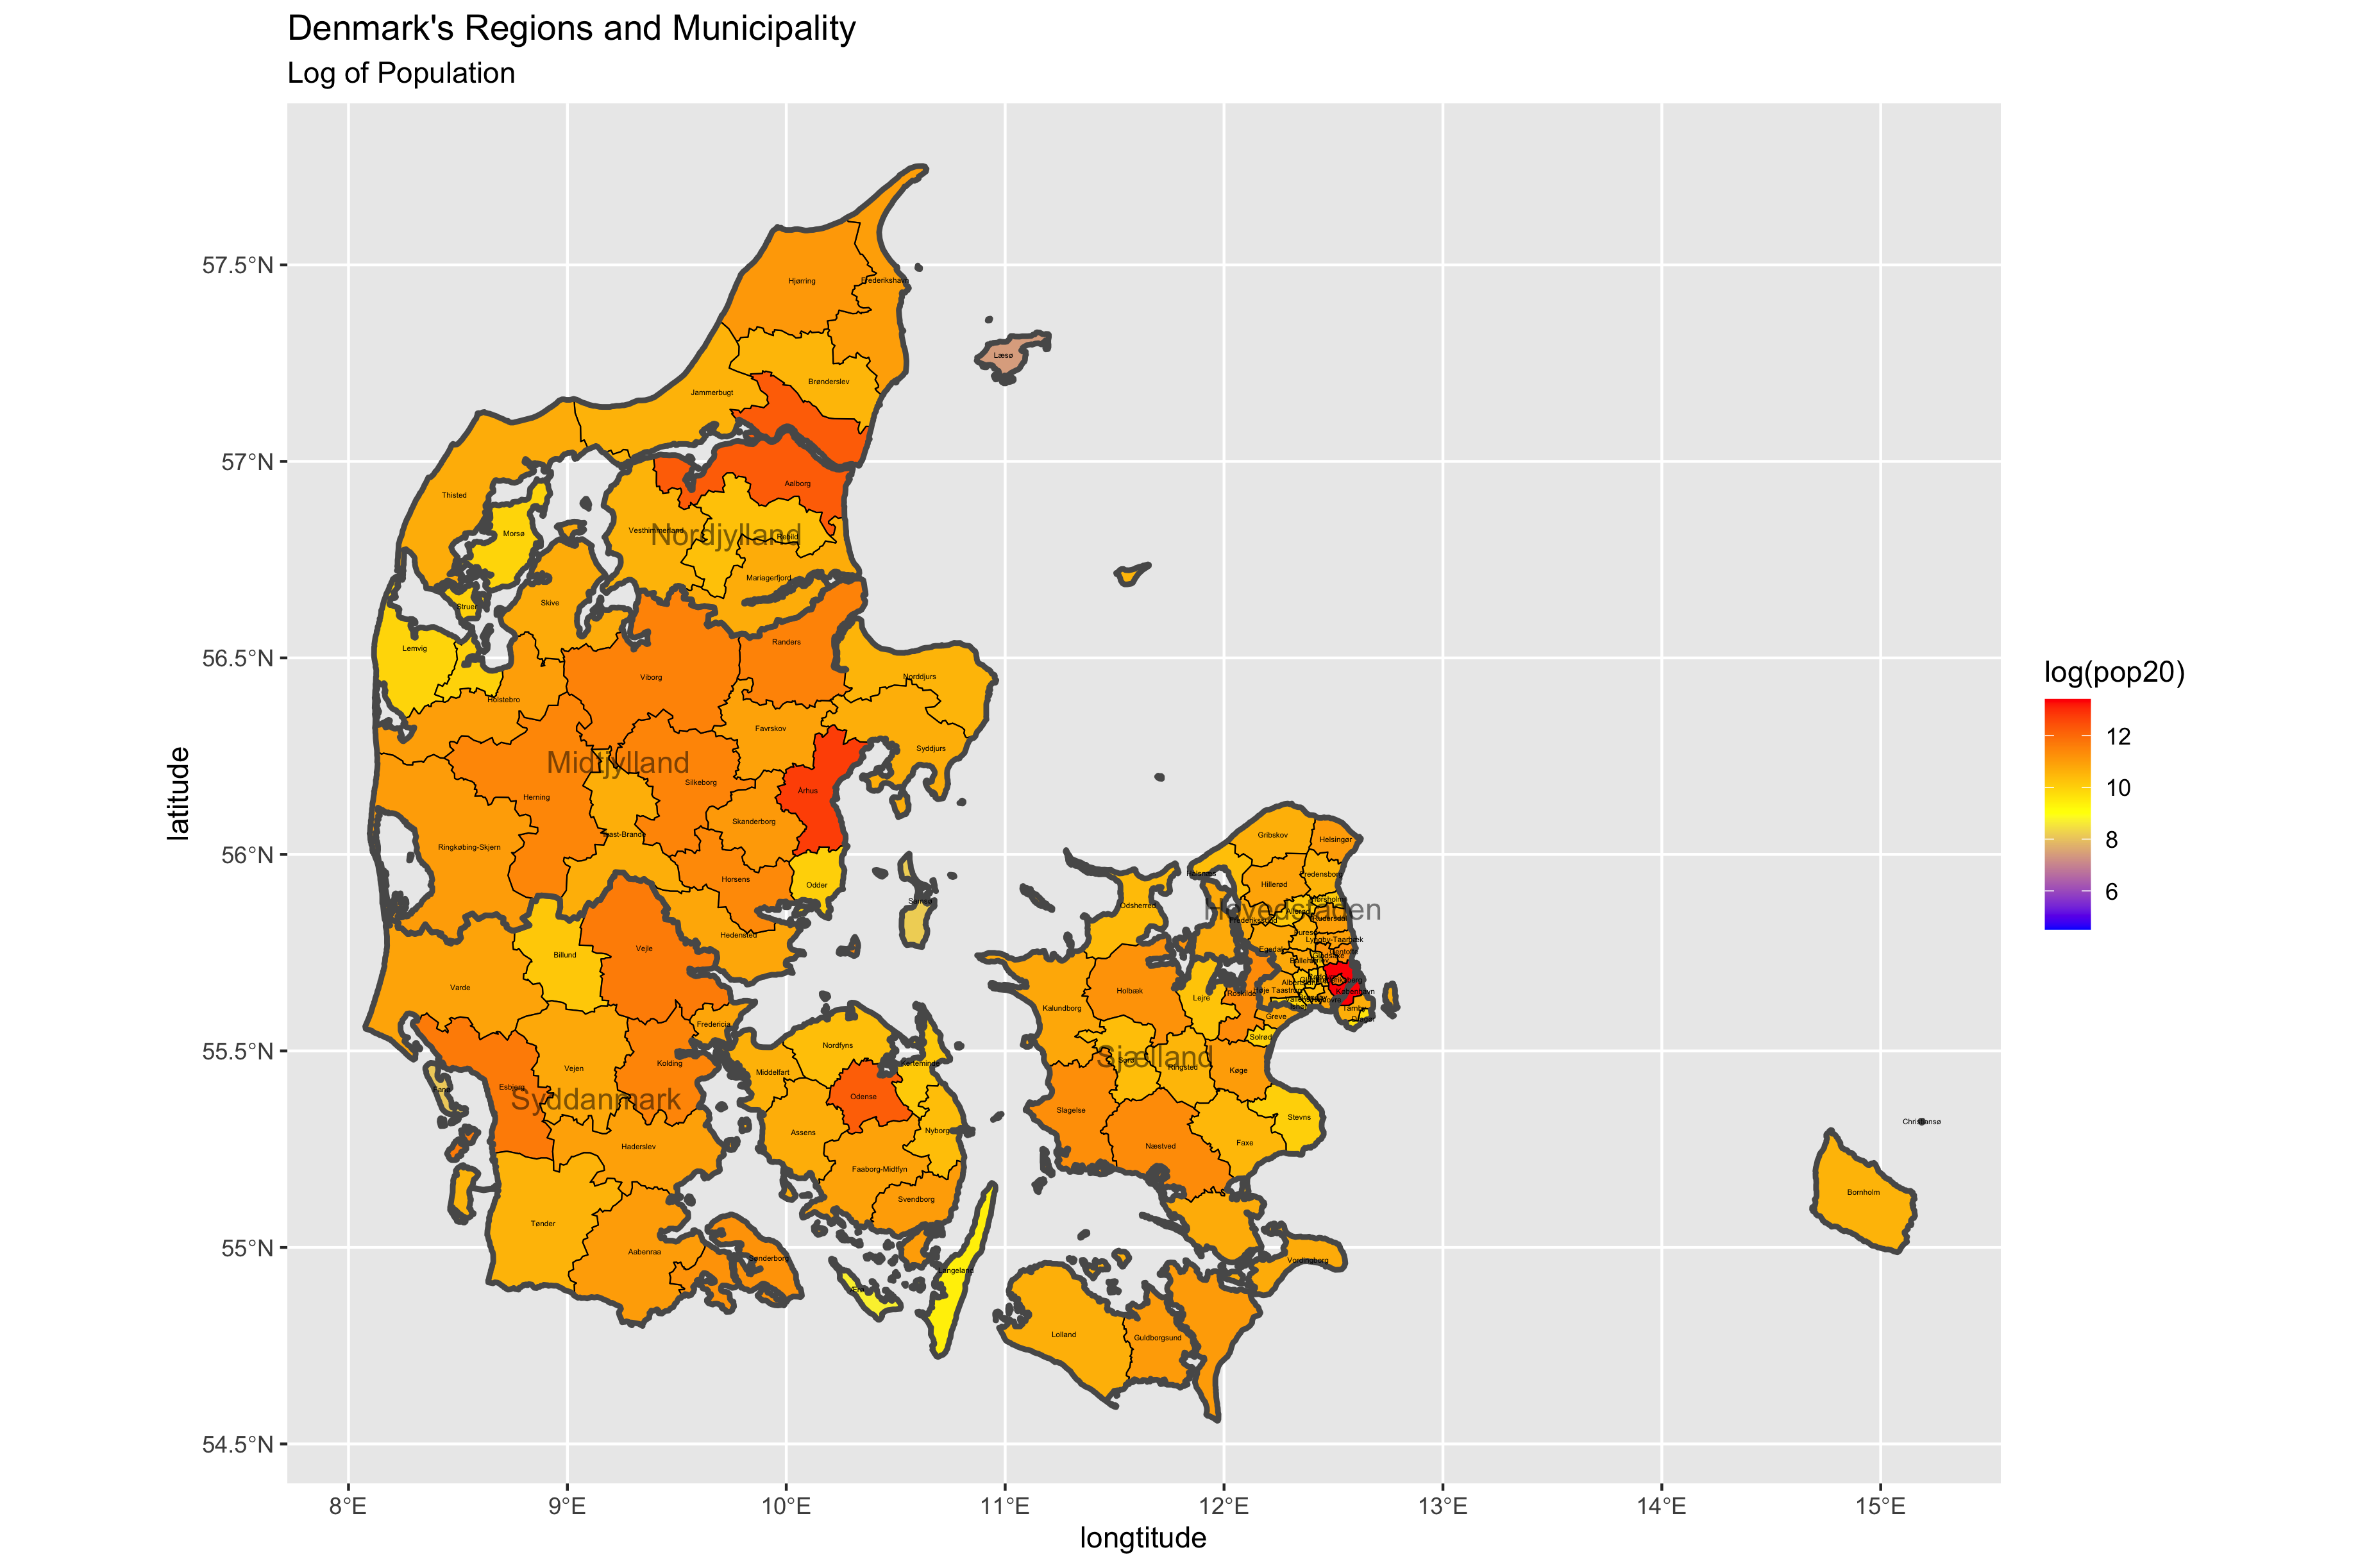 Denmark's Regions and Municipality
Log of Population
57.5°N
57°N
56.5°N
56°N
55.5°N
55°N
54.5°N
latitude
8°E
9°E
10°E
11°E
12°E
13°E
14°E
15°E
longtitude
log(pop20)
12
10
8
6
Nordjylland
Midtjylland
Syddanmark
Sjælland
Hovedstaden
Hjørring
Frederikshavn
Læsø
Brønderslev
Jammerbugt
Aalborg
Thisted
Morsø
Vesthimmerland
Rebild
Mariagerfjord
Struer
Skive
Lemvig
Randers
Viborg
Norddjurs
Holstebro
Favrskov
Syddjurs
Silkeborg
Herning
Århus
Skanderborg
Ikast-Brande
Ringkøbing-Skjern
Horsens
Odder
Samsø
Hedensted
Vejle
Billund
Varde
Fredericia
Kolding
Vejen
Esbjerg
Fanø
Haderslev
Tønder
Aabenraa
Sønderborg
Nordfyns
Middelfart
Kerteminde
Odense
Assens
Nyborg
Faaborg-Midtfyn
Svendborg
Langeland
Ærø
Gribskov
Helsingør
Halsnæs
Fredensborg
Hillerød
Odsherred
Hørsholm
Allerød
Rudersdal
Frederikssund
Furesø
Lyngby-Taarbæk
Egedal
Ballerup
Holbæk
Lejre
Roskilde
Høje Taastrup
København
Tårnby
Dragør
Kalundborg
Greve
Solrød
Sorø
Ringsted
Køge
Slagelse
Næstved
Stevns
Faxe
Vordingborg
Lolland
Guldborgsund
Christiansø
Bornholm